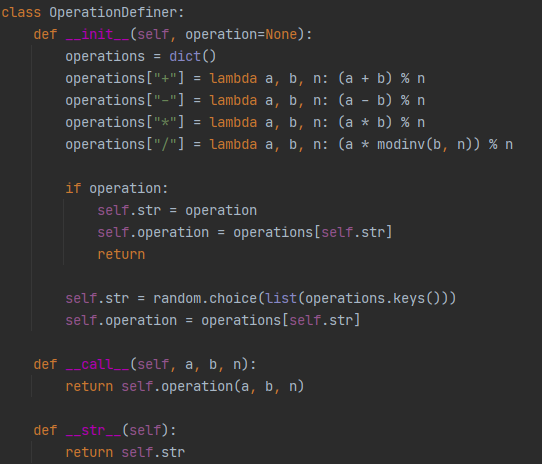 class OperationDefiner:
    def __init__(self, operation=None):
        operations = dict()
        operations["+"] = lambda a, b, n: (a + b) % n
        operations["-"] = lambda a, b, n: (a - b) % n
        operations["*"] = lambda a, b, n: (a * b) % n
        operations["/"] = lambda a, b, n: (a * modinv(b, n)) % n

        if operation:
            self.str = operation
            self.operation = operations[self.str]
            return

        self.str = random.choice(list(operations.keys()))
        self.operation = operations[self.str]

    def __call__(self, a, b, n):
        return self.operation(a, b, n)

    def __str__(self):
        return self.str